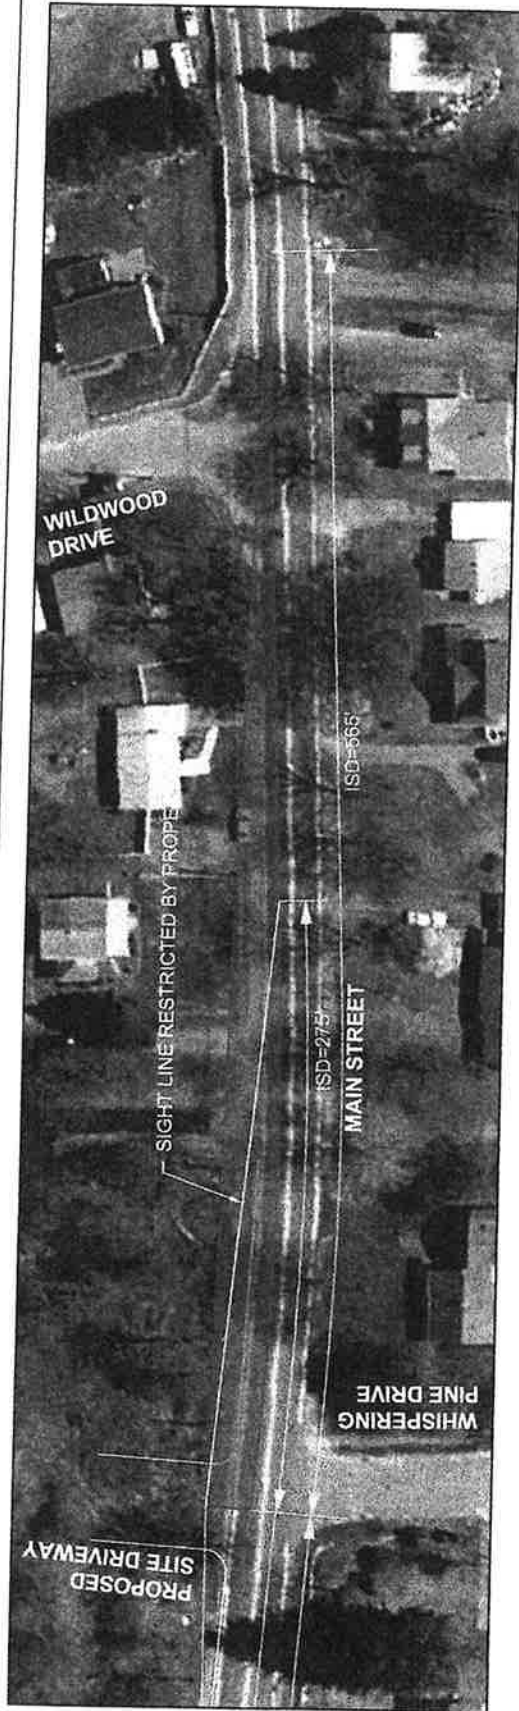 WILDWOOD
DRIVE
SIGHT LINE RESTRICTED BY PROPE
ISD=565'
ISD=275'
MAIN STREET
WHISPERING
PINE DRIVE
PROPOSED
SITE DRIVEWAY